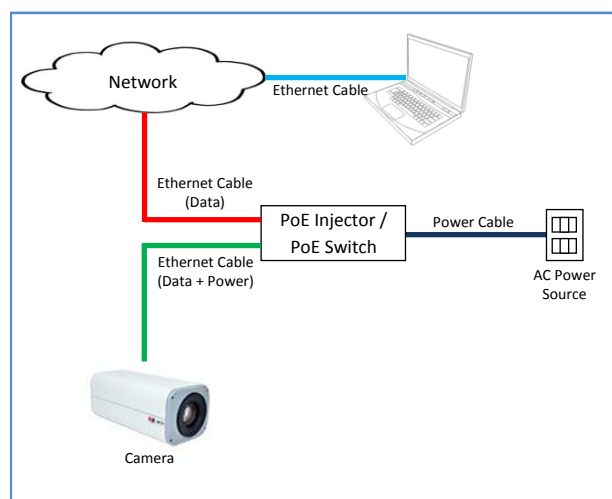 Network
Ethernet Cable
Ethernet Cable
(Data)
PoE Injector /
PoE Switch
Power Cable
Ethernet Cable
(Data + Power)
AC Power
Source
Camera